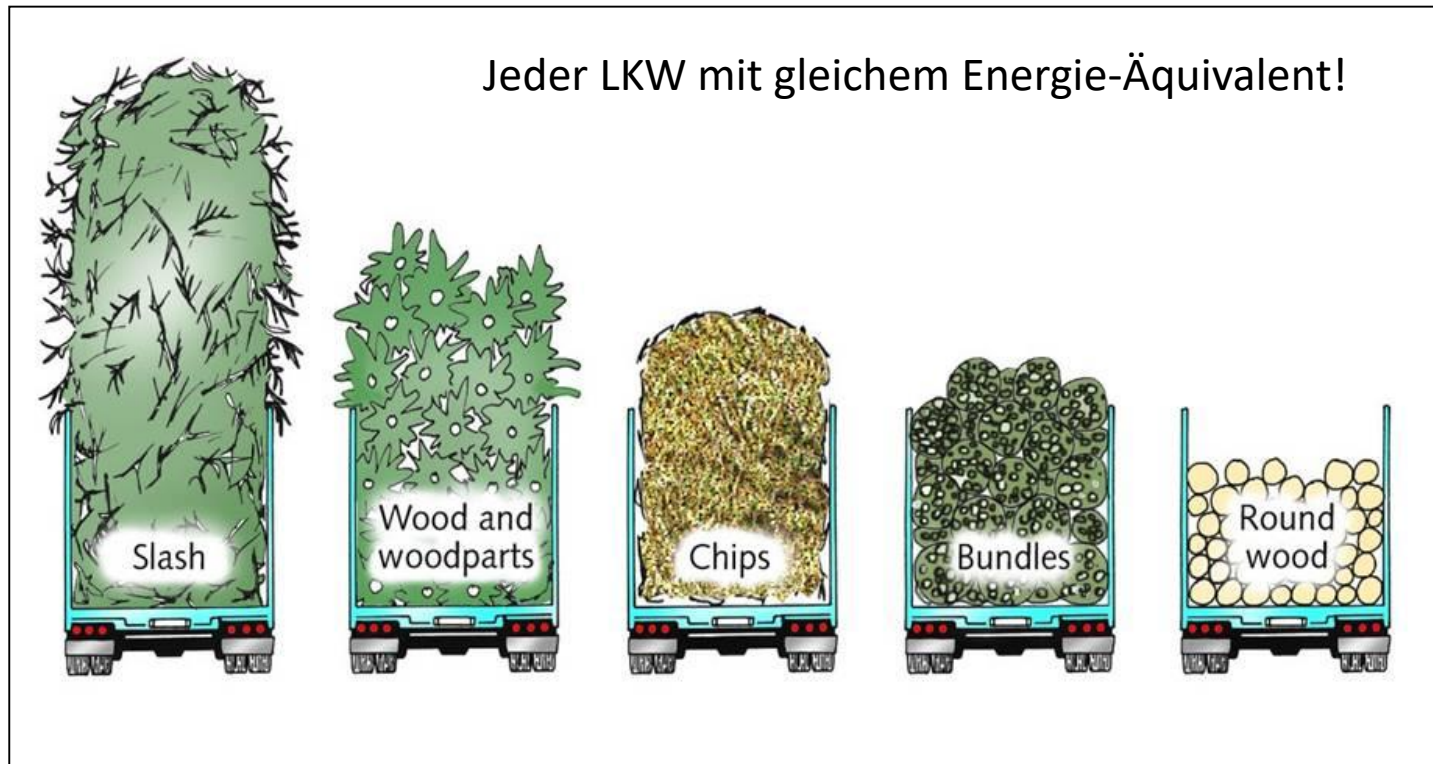 Jeder LKW mit gleichem Energie-Äquivalent!
Slash
Wood and
woodparts
Chips
Bundles
Round
wood